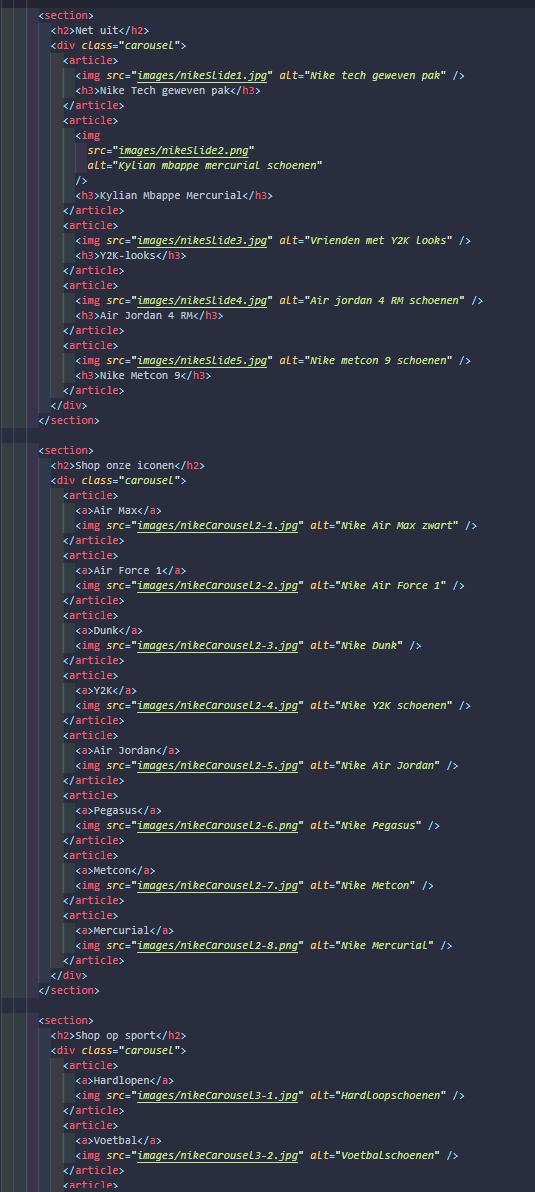 <section>
<h2>Net uit</h2>
<div class="carousel">
<article>
<img src="images/nikeSlide1.jpg" alt="Nike tech geweven pak" />
<h3>Nike Tech geweven pak</h3>
</article>
<article>
<img
src="images/nikeSlide2.png"
alt="Kylian mbappe mercurial schoenen"
/>
<h3>Kylian Mbappe Mercurial</h3>
</article>
<article>
<img src="images/nikeSlide3.jpg" alt="Vrienden met Y2K looks" />
<h3>Y2K-looks</h3>
</article>
<article>
<img src="images/nikeSlide4.jpg" alt="Air jordan 4 RM schoenen" />
<h3>Air Jordan 4 RM</h3>
</article>
<article>
<img src="images/nikeSlide5.jpg" alt="Nike metcon 9 schoenen" />
<h3>Nike Metcon 9</h3>
</article>
</div>
</section>
<section>
<h2>Shop onze iconen</h2>
<div class="carousel">
<article>
<a>Air Max</a>
<img src="images/nikeCarousel2-1.jpg" alt="Nike Air Max zwart" />
</article>
<article>
<a>Air Force 1</a>
<img src="images/nikeCarousel2-2.jpg" alt="Nike Air Force 1" />
</article>
<article>
<a>Dunk</a>
<img src="images/nikeCarousel2-3.jpg" alt="Nike Dunk" />
</article>
<article>
<a>Y2K</a>
<img src="images/nikeCarousel2-4.jpg" alt="Nike Y2K schoenen" />
</article>
<article>
<a>Air Jordan</a>
<img src="images/nikeCarousel2-5.jpg" alt="Nike Air Jordan" />
</article>
<article>
<a>Pegasus</a>
<img src="images/nikeCarousel2-6.png" alt="Nike Pegasus" />
</article>
<article>
<a>Metcon</a>
<img src="images/nikeCarousel2-7.jpg" alt="Nike Metcon" />
</article>
<article>
<a>Mercurial</a>
<img src="images/nikeCarousel2-8.png" alt="Nike Mercurial" />
</article>
</div>
</section>
<section>
<h2>Shop op sport</h2>
<div class="carousel">
<article>
<a>Hardlopen</a>
<img src="images/nikeCarousel3-1.jpg" alt="Hardloopschoenen" />
</article>
<article>
<a>Voetbal</a>
<img src="images/nikeCarousel3-2.jpg" alt="Voetbalschoenen" />
</article>
<article>